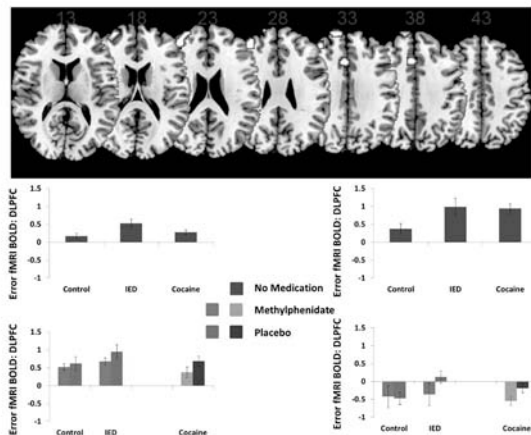 13 18 23 28 33 38 43
Error fMRI BOLD: DLPFC
1.5
1
0.5
0
-0.5
-1
Control IED Cocaine
Error fMRI BOLD: DLPFC
1.5
1
0.5
0
-0.5
-1
Control IED Cocaine
No Medication
Methylphenidate
Placebo
Error fMRI BOLD: DLPFC
1.5
1
0.5
0
-0.5
-1
Control IED Cocaine
Error fMRI BOLD: DLPFC
1.5
1
0.5
0
-0.5
-1
Control IED Cocaine